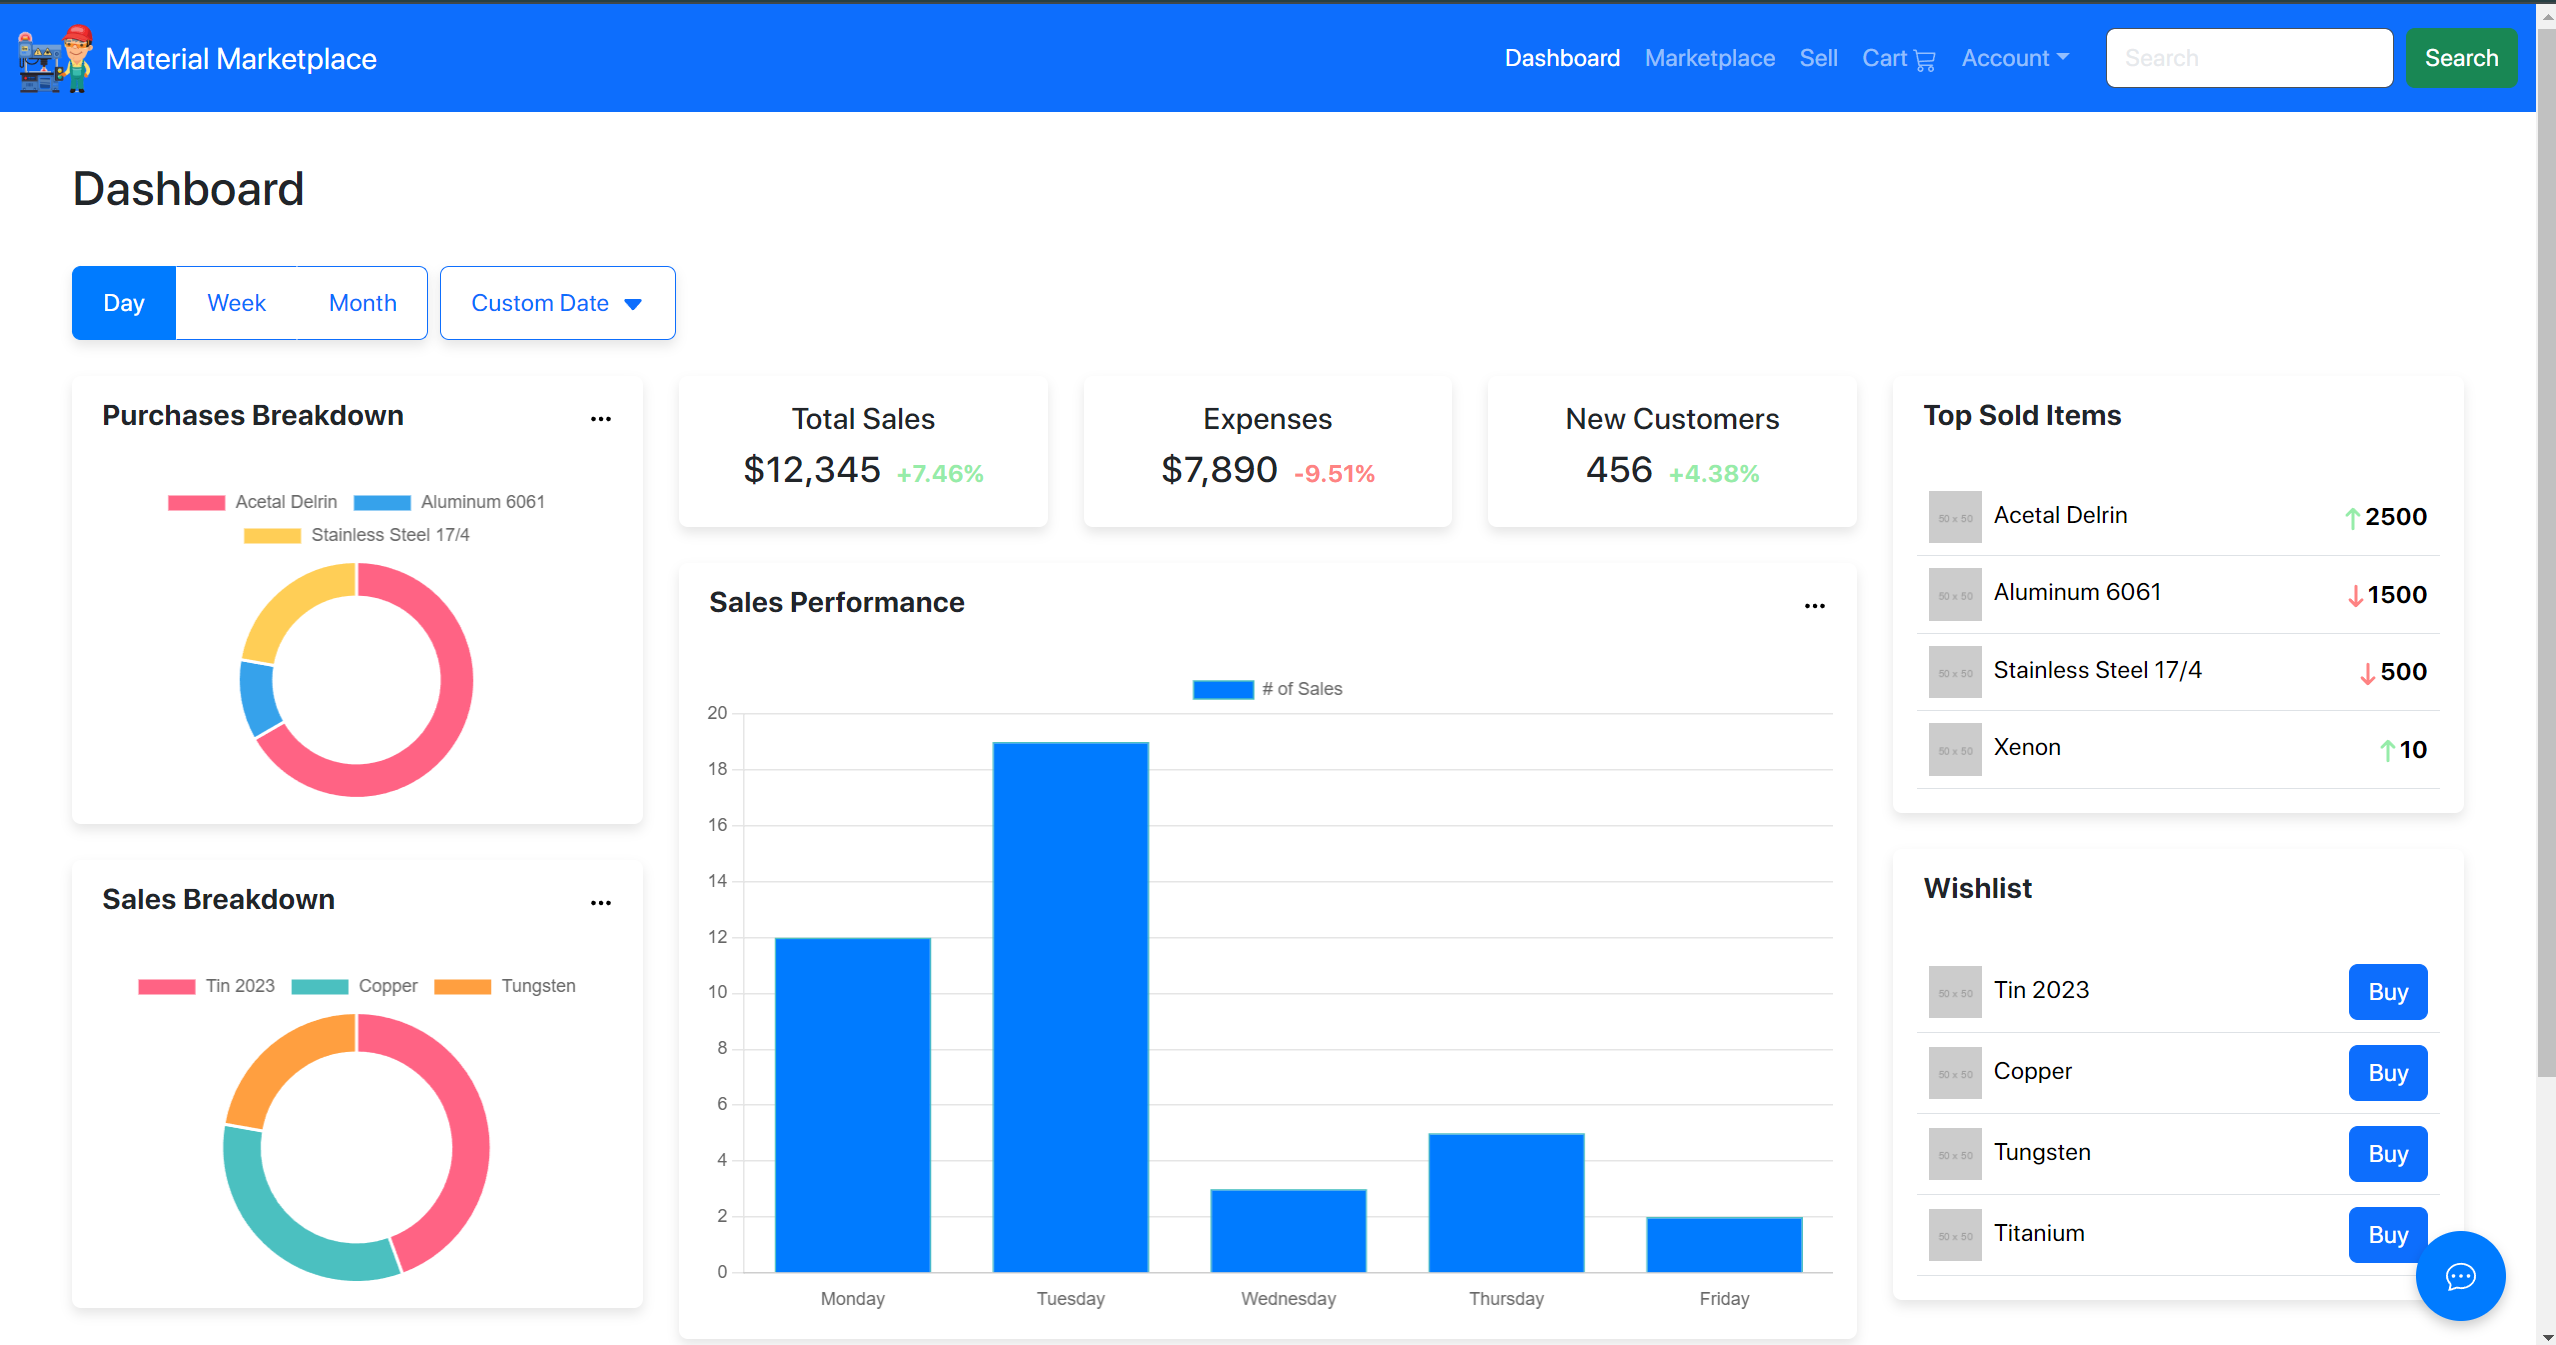 Material Marketplace
Dashboard Marketplace Sell Cart Account Search Search
Dashboard
Day Week Month Custom Date
Purchases Breakdown ...
Acetal Delrin Aluminum 6061
Stainless Steel 17/4
Sales Breakdown ...
Tin 2023 Copper Tungsten
Total Sales
$12,345 +7.46%
Expenses
$7,890 -9.51%
New Customers
456 +4.38%
Sales Performance ...
# of Sales
20
18
16
14
12
10
8
6
4
2
0
Monday Tuesday Wednesday Thursday Friday
Top Sold Items
50 x 50 Acetal Delrin ↑2500
50 x 50 Aluminum 6061 ↓1500
50 x 50 Stainless Steel 17/4 ↓500
50 x 50 Xenon ↑10
Wishlist
50 x 50 Tin 2023 Buy
50 x 50 Copper Buy
50 x 50 Tungsten Buy
50 x 50 Titanium Buy